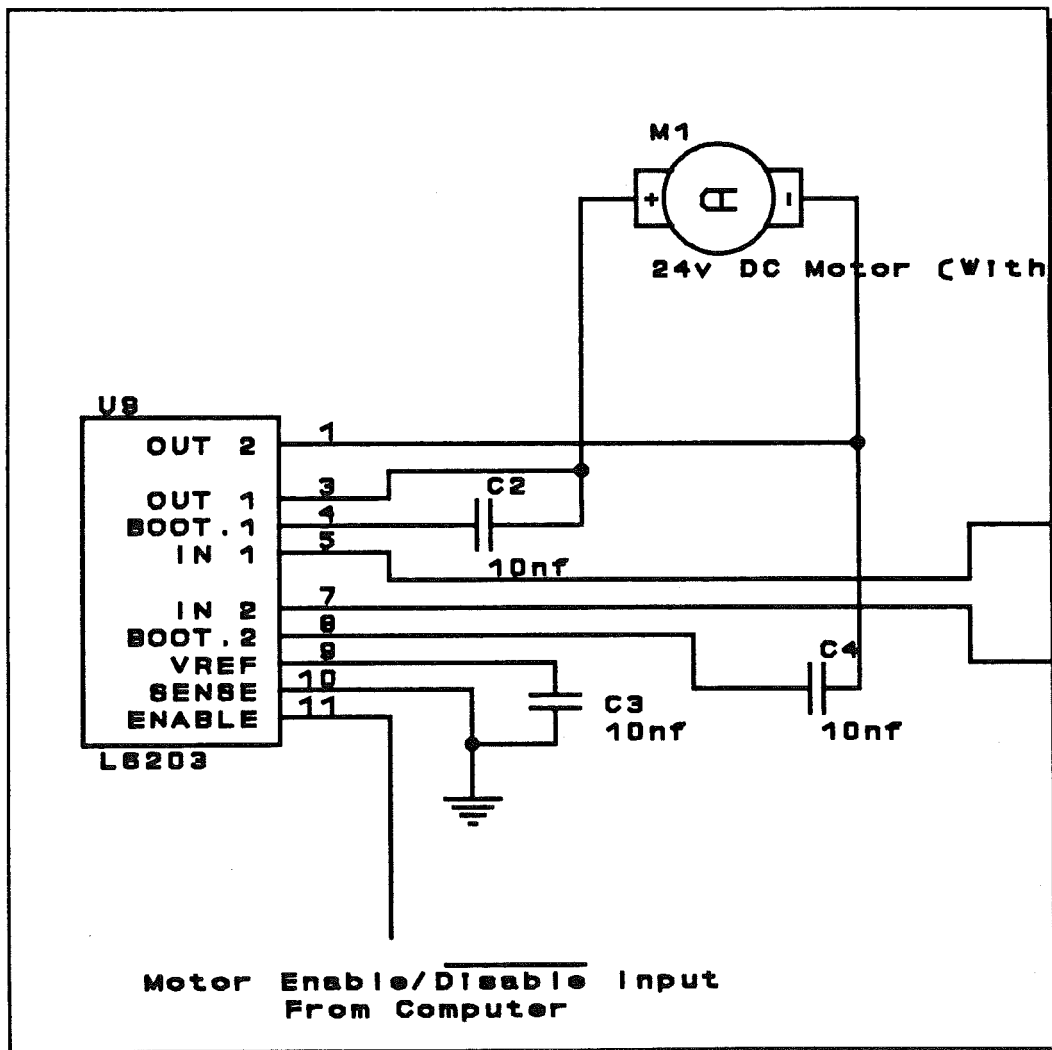 M1
+
-
24v DC Motor (With
U9
OUT 2
1
OUT 1
3
BOOT.1
4
IN 1
5
C2
10nf
IN 2
7
BOOT.2
8
VREF
9
SENSE
10
ENABLE
11
C3
10nf
C4
10nf
L6203
Motor Enable/Disable Input
From Computer